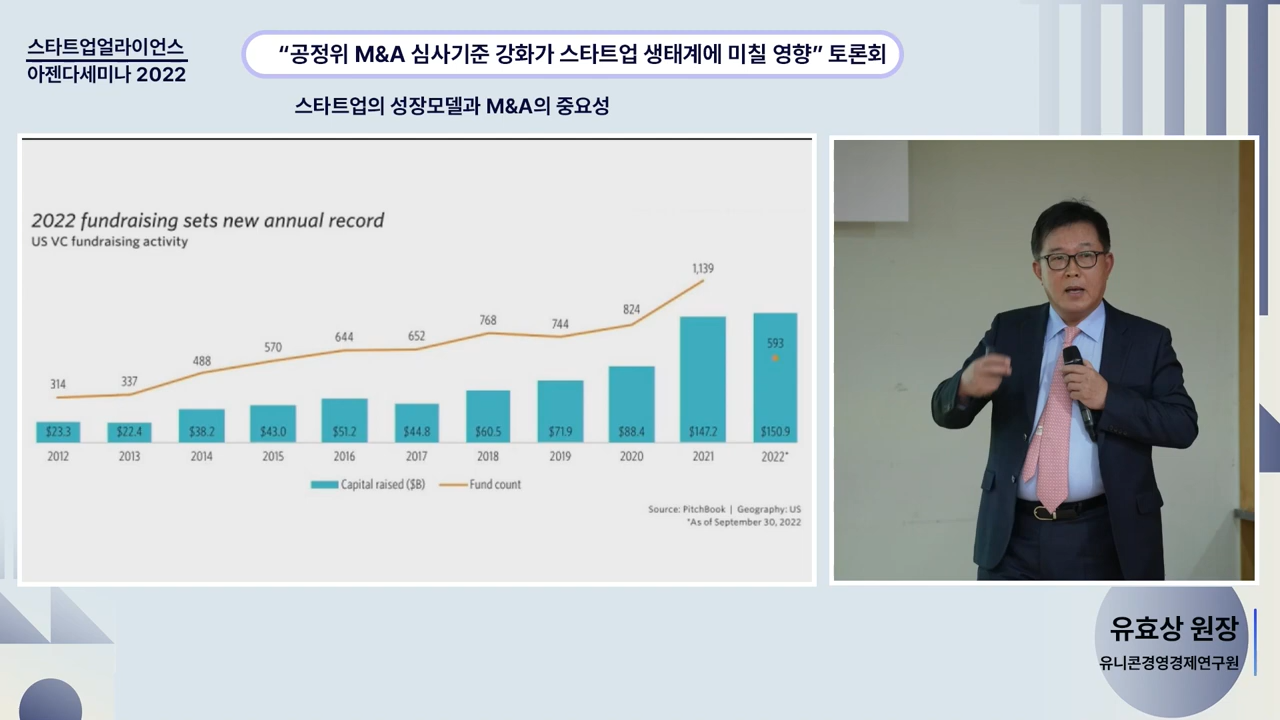 스타트업얼라이언스
아젠다세미나 2022
“공정위 M&A 심사기준 강화가 스타트업 생태계에 미칠 영향” 토론회
스타트업의 성장모델과 M&A의 중요성
2022 fundraising sets new annual record
US VC fundraising activity
314 337 488 570 644 652 768 744 824 1,139 593
$23.3 $22.4 $38.2 $43.0 $51.2 $44.8 $60.5 $71.9 $88.4 $147.2 $150.9
2012 2013 2014 2015 2016 2017 2018 2019 2020 2021 2022*
Capital raised ($B) Fund count
Source: PitchBook | Geography: US
*As of September 30, 2022
유효상 원장
유니콘경영경제연구원